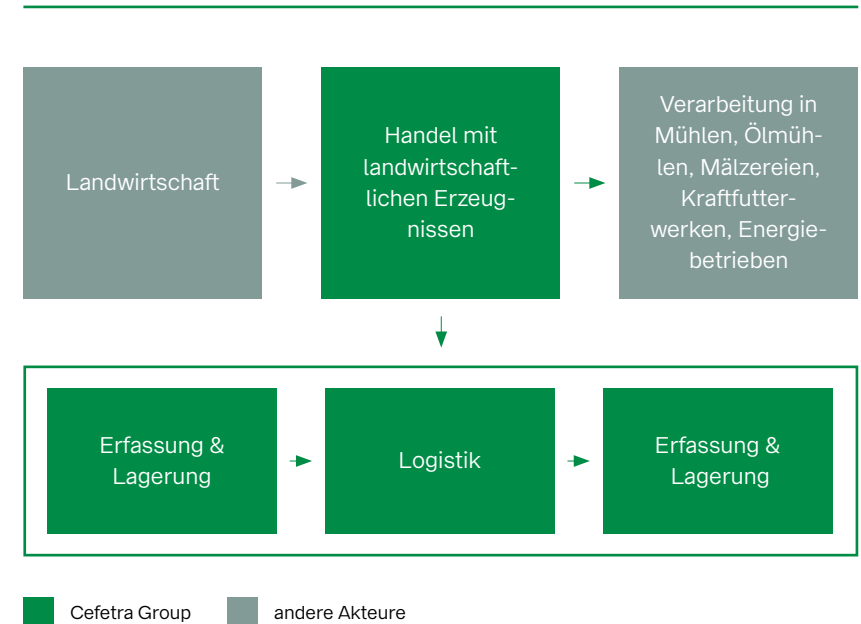 Landwirtschaft
Handel mit
landwirtschaft-
lichen Erzeug-
nissen
Verarbeitung in
Mühlen, Ölmüh-
len, Mälzereien,
Kraftfutter-
werken, Energie-
betrieben
Erfassung &
Lagerung
Logistik
Erfassung &
Lagerung
Cefetra Group
andere Akteure